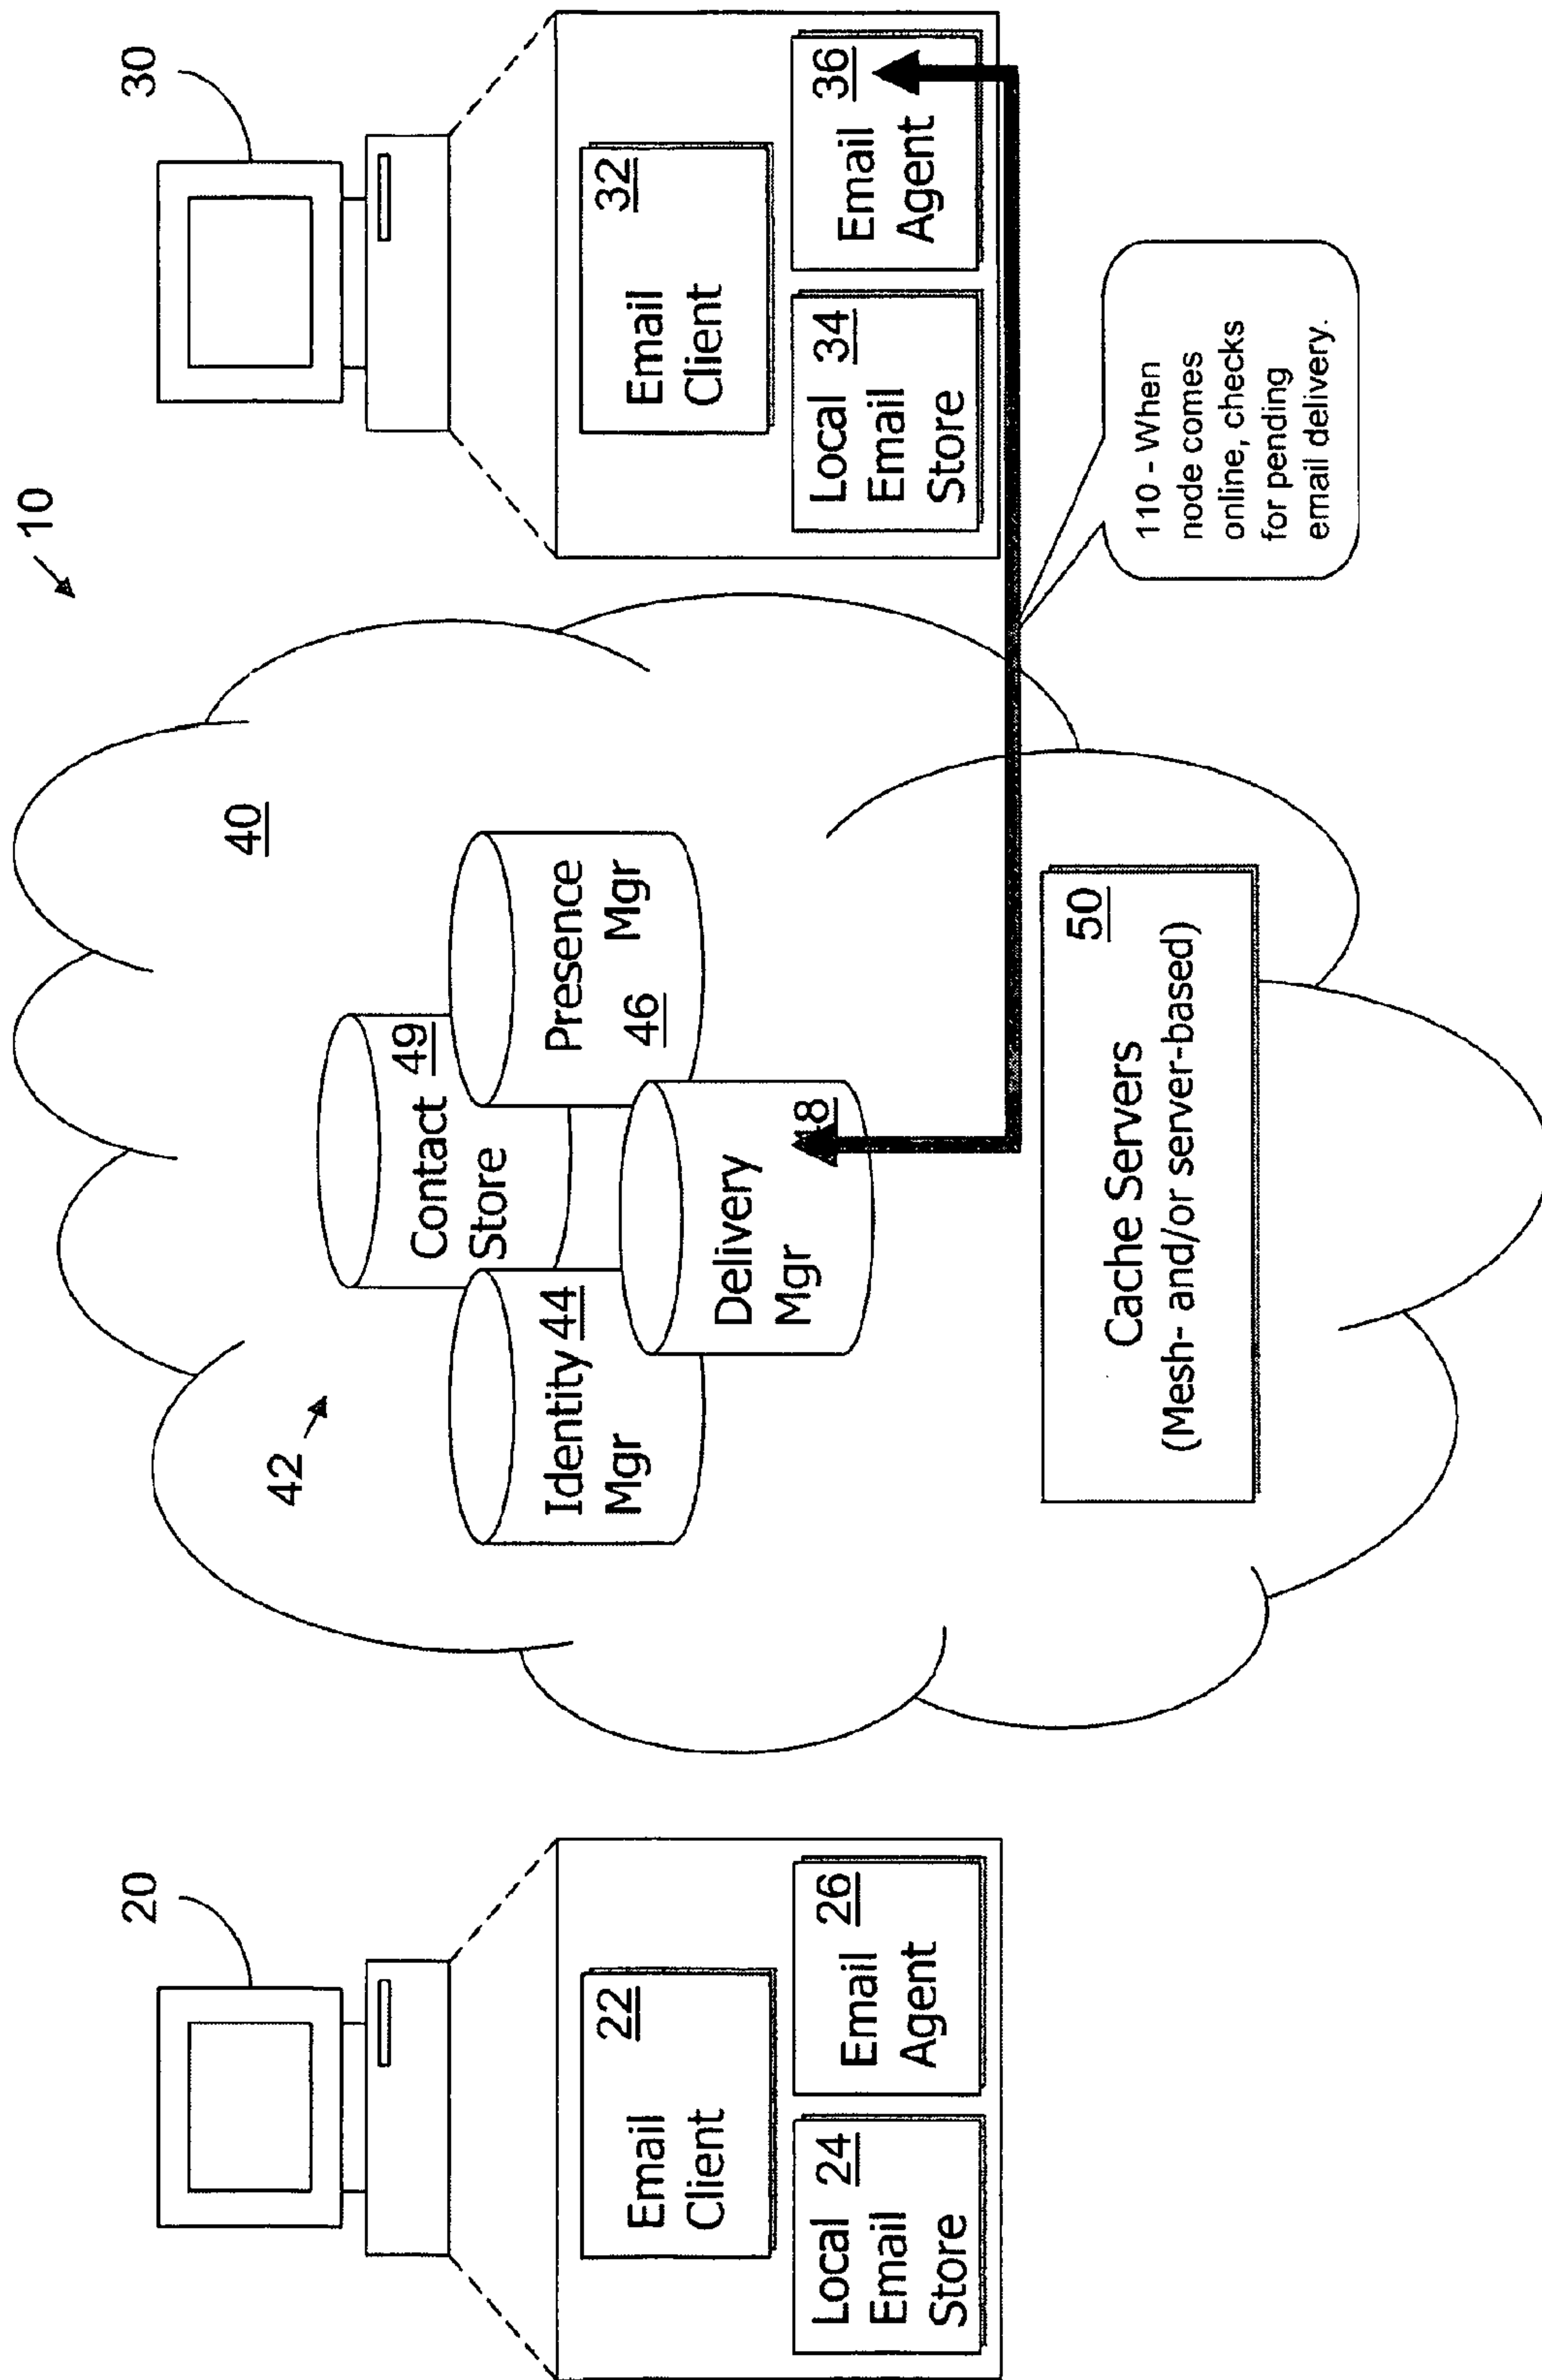 10
20
Email 22
Client
Local 24
Email
Store
Email 26
Agent
40
42
Contact 49
Store
Identity 44
Mgr
Presence
46 Mgr
Delivery
Mgr
Cache Servers 50
(Mesh- and/or server-based)
30
Email 32
Client
Local 34
Email
Store
Email 36
Agent
110 - When
node comes
online, checks
for pending
email delivery.